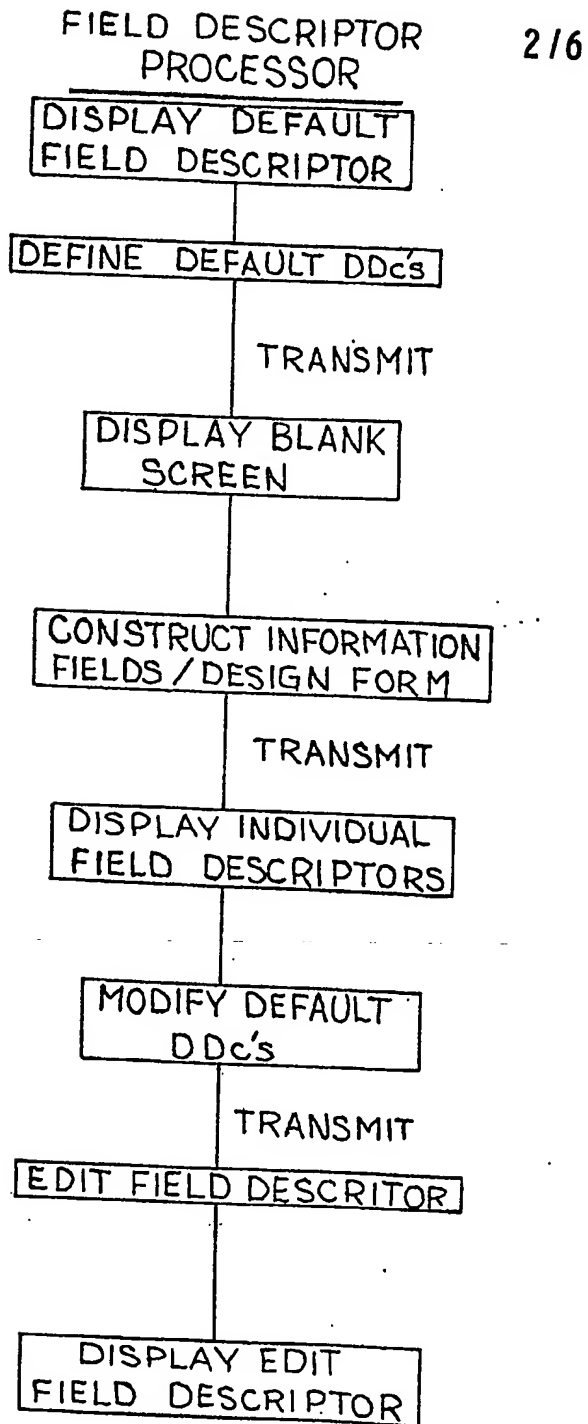 FIELD DESCRIPTOR
PROCESSOR
2/6
DISPLAY DEFAULT
FIELD DESCRIPTOR
DEFINE DEFAULT DDc's
TRANSMIT
DISPLAY BLANK
SCREEN
CONSTRUCT INFORMATION
FIELDS / DESIGN FORM
TRANSMIT
DISPLAY INDIVIDUAL
FIELD DESCRIPTORS
MODIFY DEFAULT
DDc's
TRANSMIT
EDIT FIELD DESCRITOR
DISPLAY EDIT
FIELD DESCRIPTOR